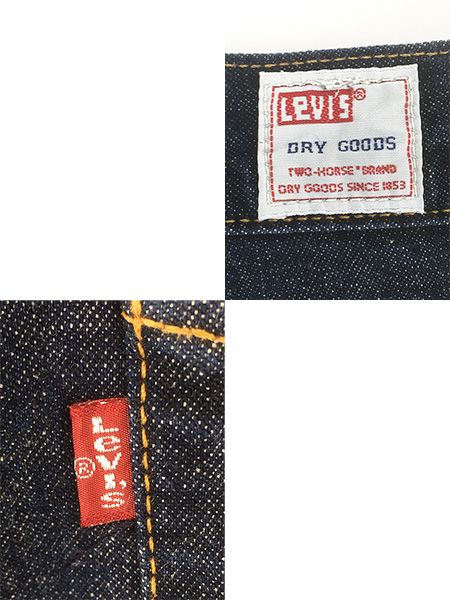 LEVI'S®
DRY GOODS
TWO-HORSE® BRAND
DRY GOODS SINCE 1853
LeVI'S
®